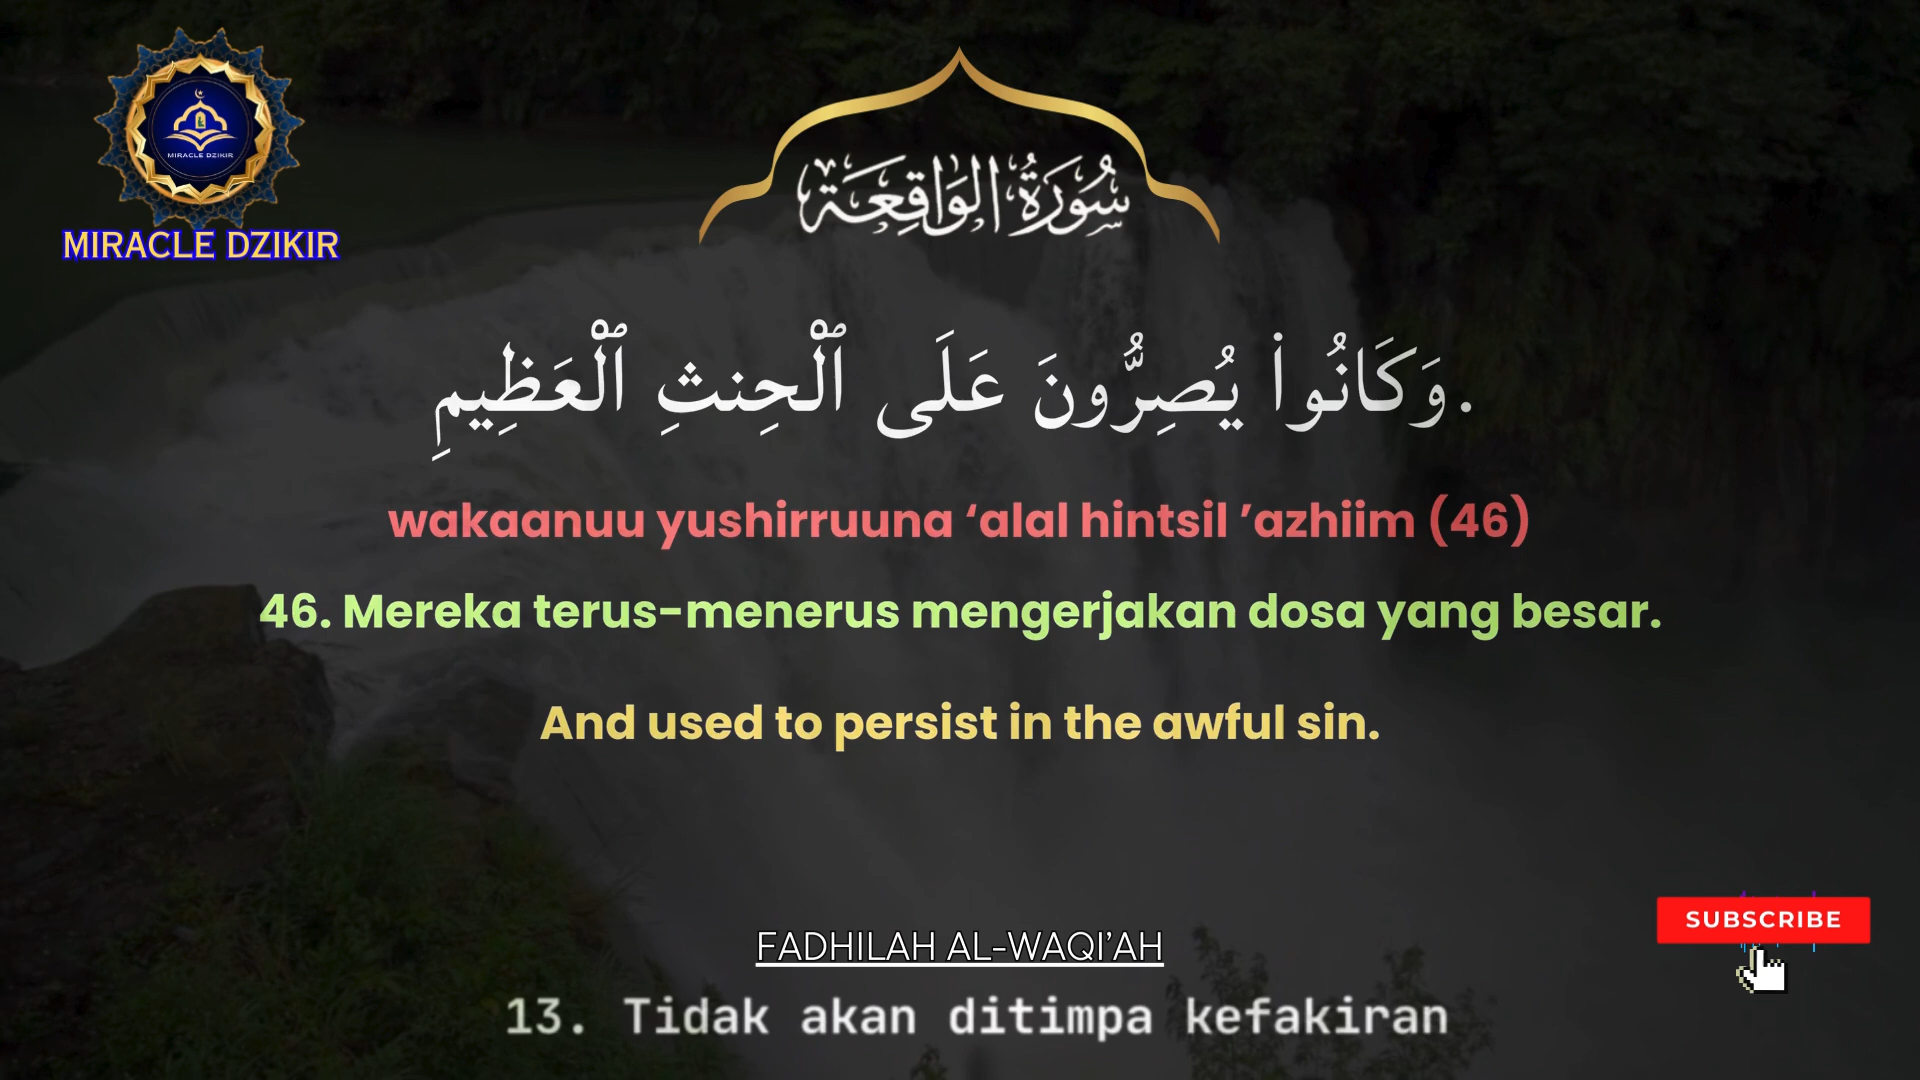 MIRACLE DZIKIR
MIRACLE DZIKIR
سُورَةُ الوَاقِعَة
.وَكَانُوا۟ يُصِرُّونَ عَلَى ٱلْحِنثِ ٱلْعَظِيمِ
wakaanuu yushirruuna ‘alal hintsil ’azhiim (46)
46. Mereka terus-menerus mengerjakan dosa yang besar.
And used to persist in the awful sin.
FADHILAH AL-WAQI’AH
13. Tidak akan ditimpa kefakiran
SUBSCRIBE